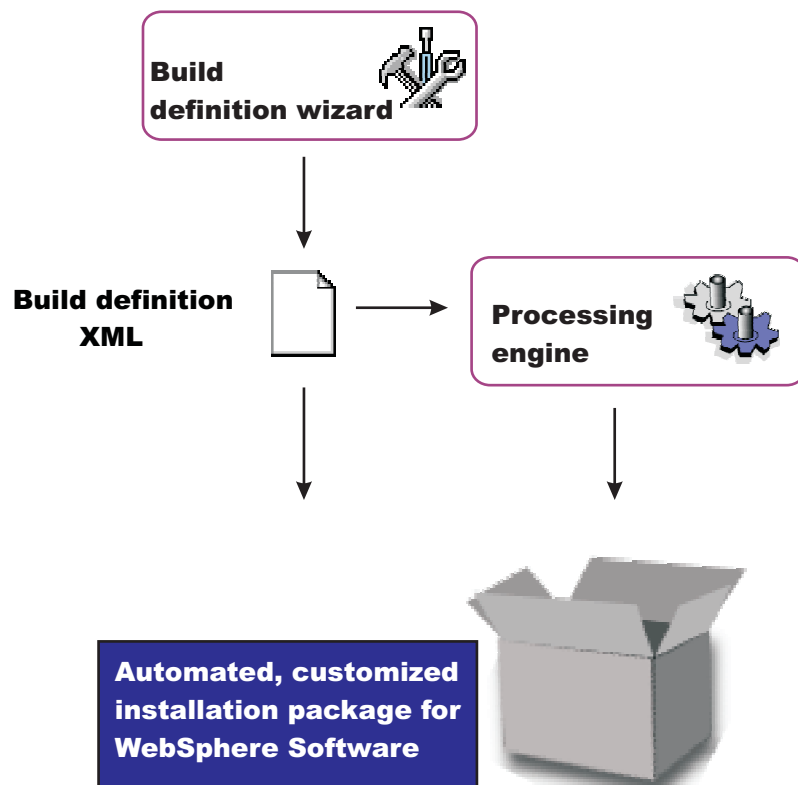 Build
definition wizard
Build definition
XML
Processing
engine
Automated, customized
installation package for
WebSphere Software